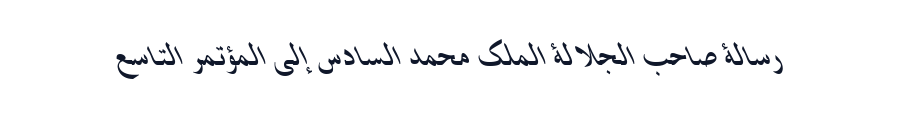 رسالة صاحب الجلالة الملك محمد السادس إلى المؤتمر التاسع